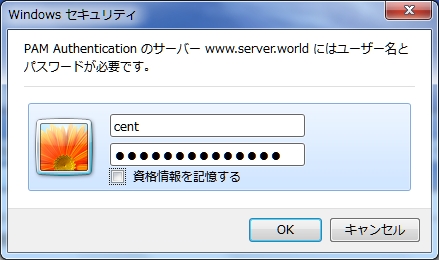 Windows セキュリティ
PAM Authentication のサーバー www.server.world にはユーザー名と
パスワードが必要です。
cent
●●●●●●●●●●●●●●
資格情報を記憶する
OK
キャンセル